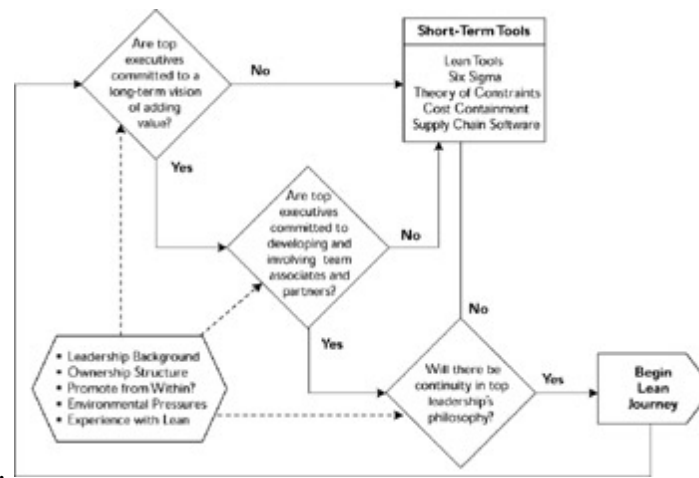 Are top
executives
committed to a
long-term vision
of adding
value?
No
Short-Term Tools
Lean Tools
Six Sigma
Theory of Constraints
Cost Containment
Supply Chain Software
Yes
Are top
executives
committed to
developing and
involving team
associates and
partners?
No
No
Yes
• Leadership Background
• Ownership Structure
• Promote from Within?
• Environmental Pressures
• Experience with Lean
Will there be
continuity in top
leadership's
philosophy?
Yes
Begin
Lean
Journey